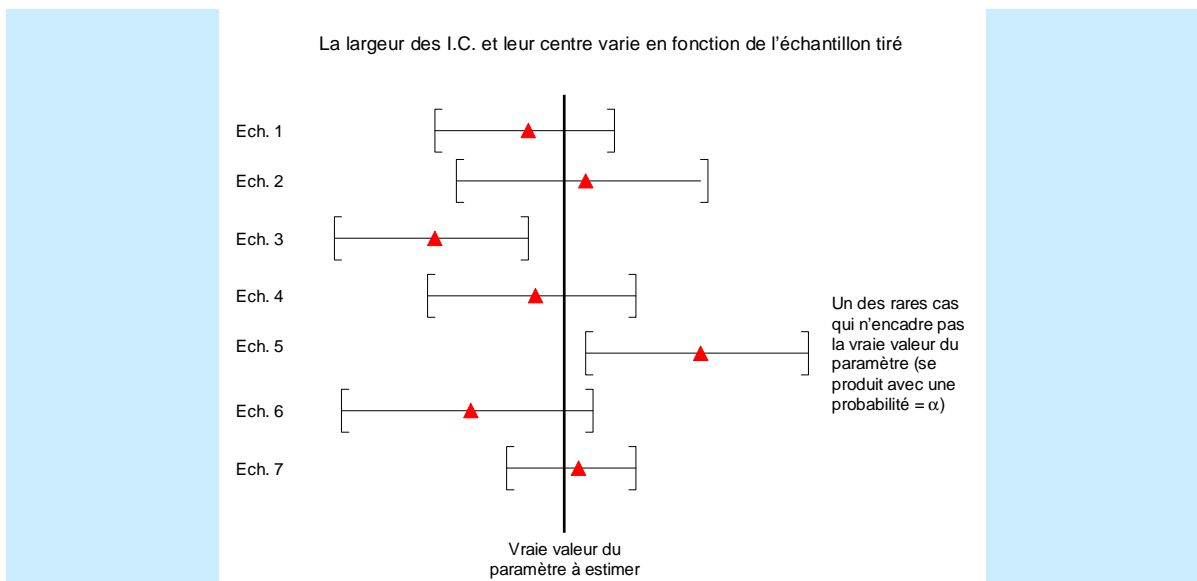 La largeur des I.C. et leur centre varie en fonction de l'échantillon tiré
Ech. 1
Ech. 2
Ech. 3
Ech. 4
Ech. 5
Ech. 6
Ech. 7
Un des rares cas
qui n'encadre pas
la vraie valeur du
paramètre (se
produit avec une
probabilité = α)
Vraie valeur du
paramètre à estimer